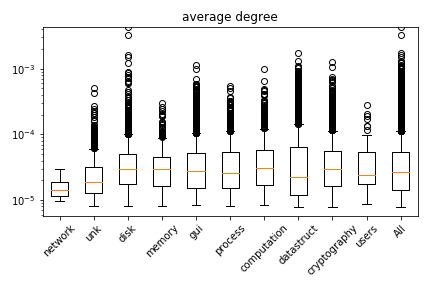 average degree
10⁻³
10⁻⁴
10⁻⁵
network
unk
disk
memory
gui
process
computation
datastruct
cryptography
users
All